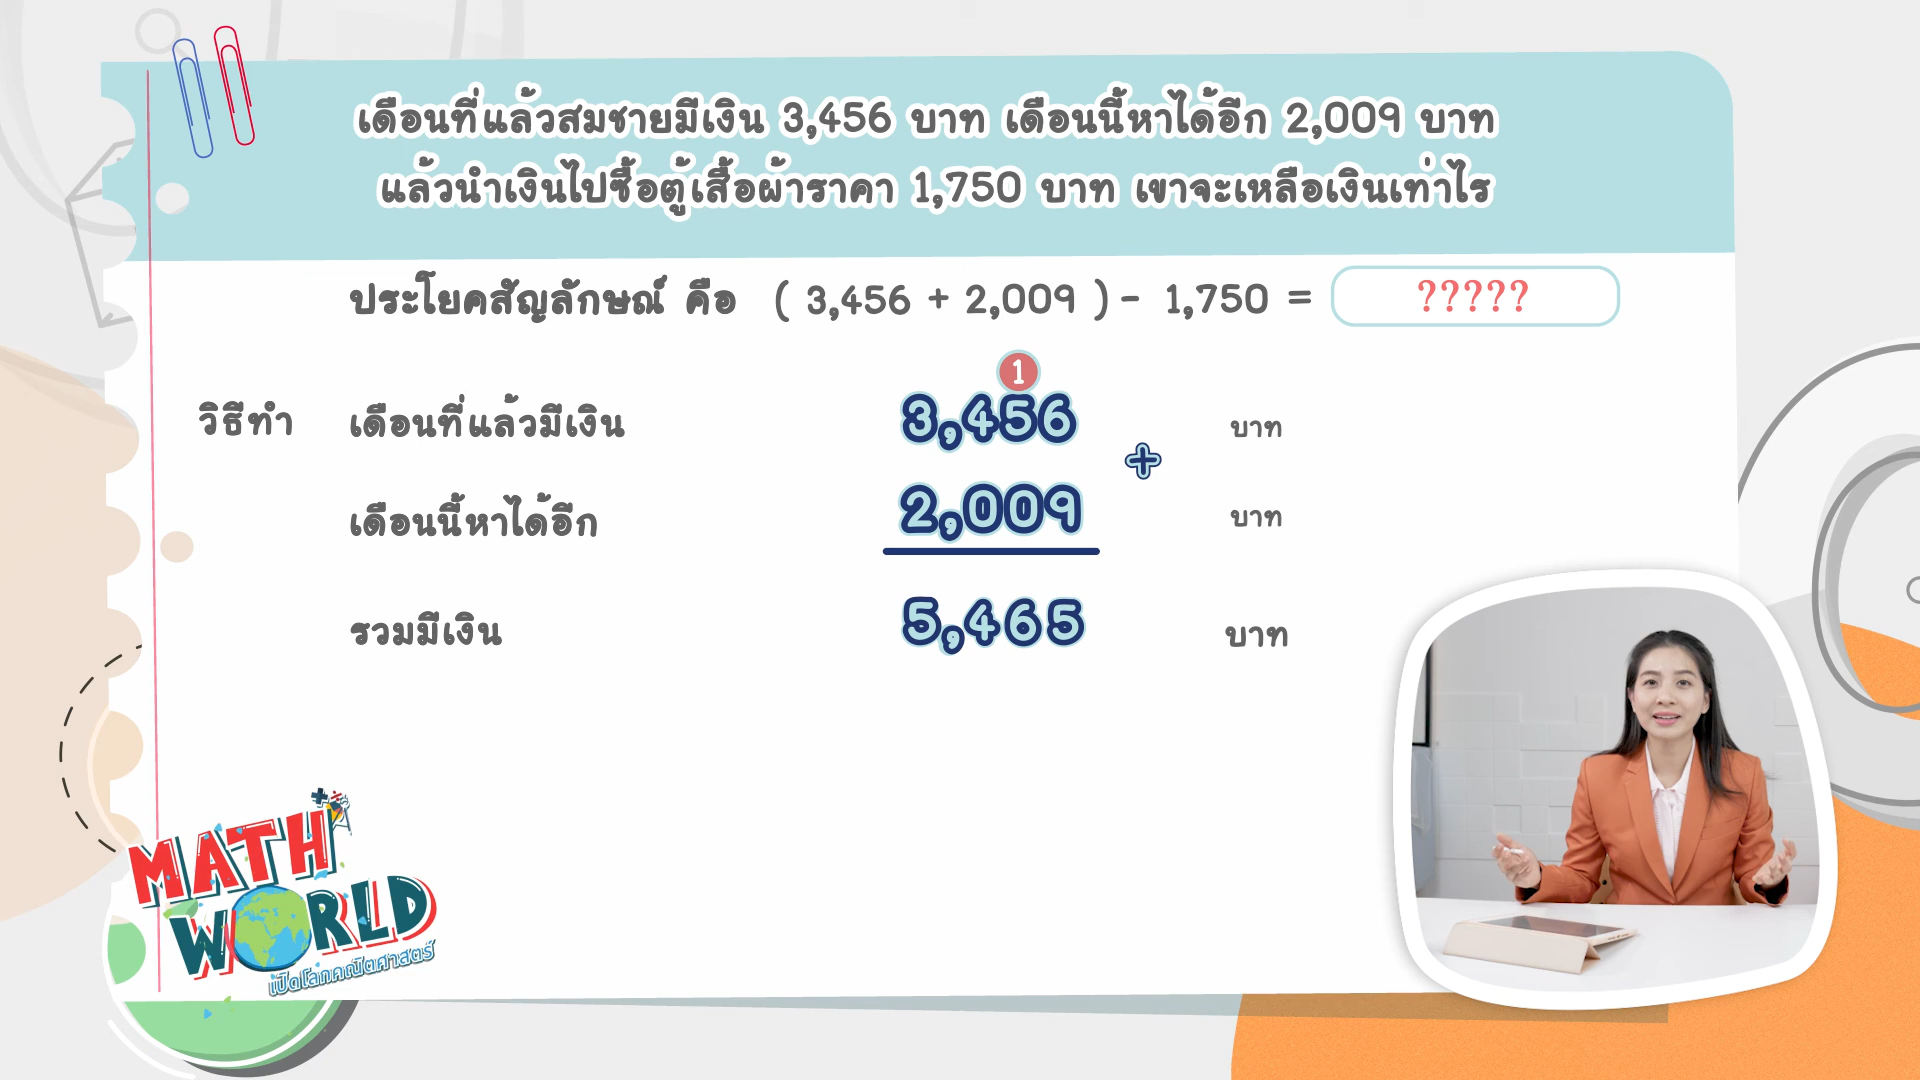 เดือนที่แล้วสมชายมีเงิน 3,456 บาท เดือนนี้หาได้อีก 2,009 บาท
แล้วนำเงินไปซื้อตู้เสื้อผ้าราคา 1,750 บาท เขาจะเหลือเงินเท่าไร
ประโยคสัญลักษณ์ คือ ( 3,456 + 2,009 ) - 1,750 = ?????
1
วิธีทำ เดือนที่แล้วมีเงิน 3,456 บาท
+
เดือนนี้หาได้อีก 2,009 บาท
รวมมีเงิน 5,465 บาท
MATH
WORLD
เปิดโลกคณิตศาสตร์